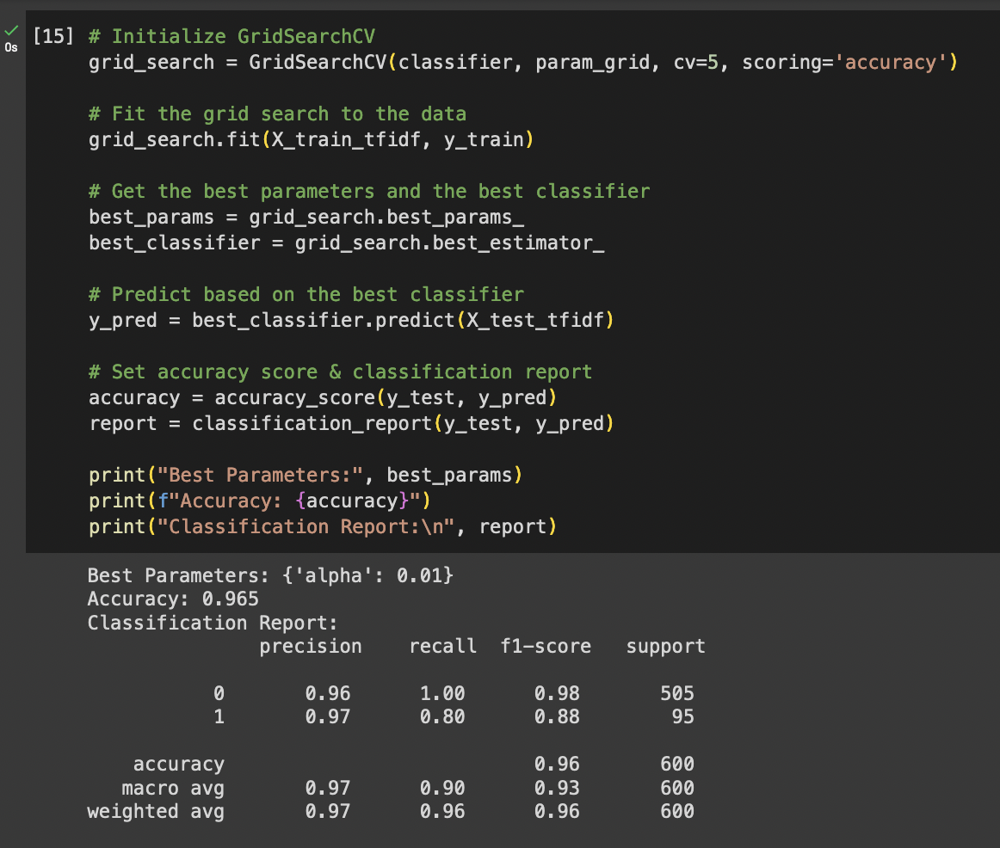 [15] # Initialize GridSearchCV
0s
grid_search = GridSearchCV(classifier, param_grid, cv=5, scoring='accuracy')
# Fit the grid search to the data
grid_search.fit(X_train_tfidf, y_train)
# Get the best parameters and the best classifier
best_params = grid_search.best_params_
best_classifier = grid_search.best_estimator_
# Predict based on the best classifier
y_pred = best_classifier.predict(X_test_tfidf)
# Set accuracy score & classification report
accuracy = accuracy_score(y_test, y_pred)
report = classification_report(y_test, y_pred)
print("Best Parameters:", best_params)
print(f"Accuracy: {accuracy}")
print("Classification Report:\n", report)
Best Parameters: {'alpha': 0.01}
Accuracy: 0.965
Classification Report:
precision recall f1-score support
0 0.96 1.00 0.98 505
1 0.97 0.80 0.88 95
accuracy 0.96 600
macro avg 0.97 0.90 0.93 600
weighted avg 0.97 0.96 0.96 600